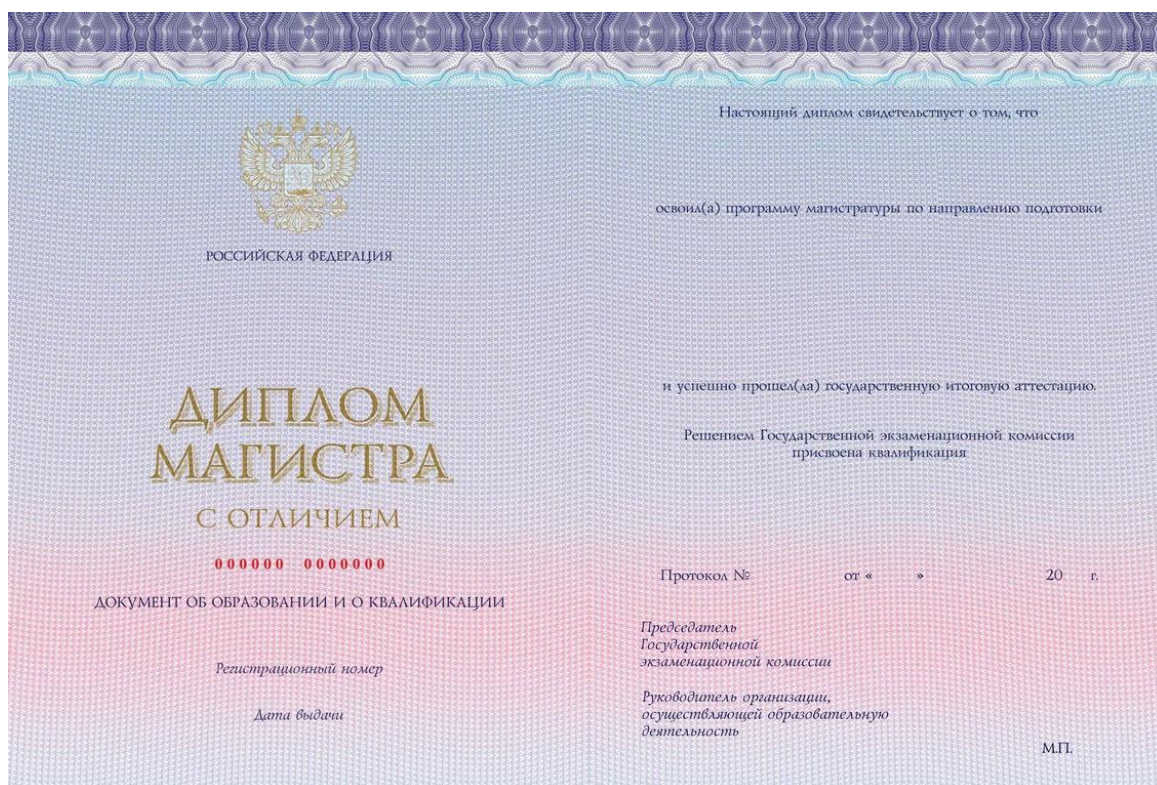 РОССИЙСКАЯ ФЕДЕРАЦИЯ
ДИПЛОМ
МАГИСТРА
С ОТЛИЧИЕМ
000000 0000000
ДОКУМЕНТ ОБ ОБРАЗОВАНИИ И О КВАЛИФИКАЦИИ
Регистрационный номер
Дата выдачи
Настоящий диплом свидетельствует о том, что
освоил(а) программу магистратуры по направлению подготовки
и успешно прошел(ла) государственную итоговую аттестацию.
Решением Государственной экзаменационной комиссии
присвоена квалификация
Протокол № от « » 20 г.
Председатель
Государственной
экзаменационной комиссии
Руководитель организации,
осуществляющей образовательную
деятельность
М.П.